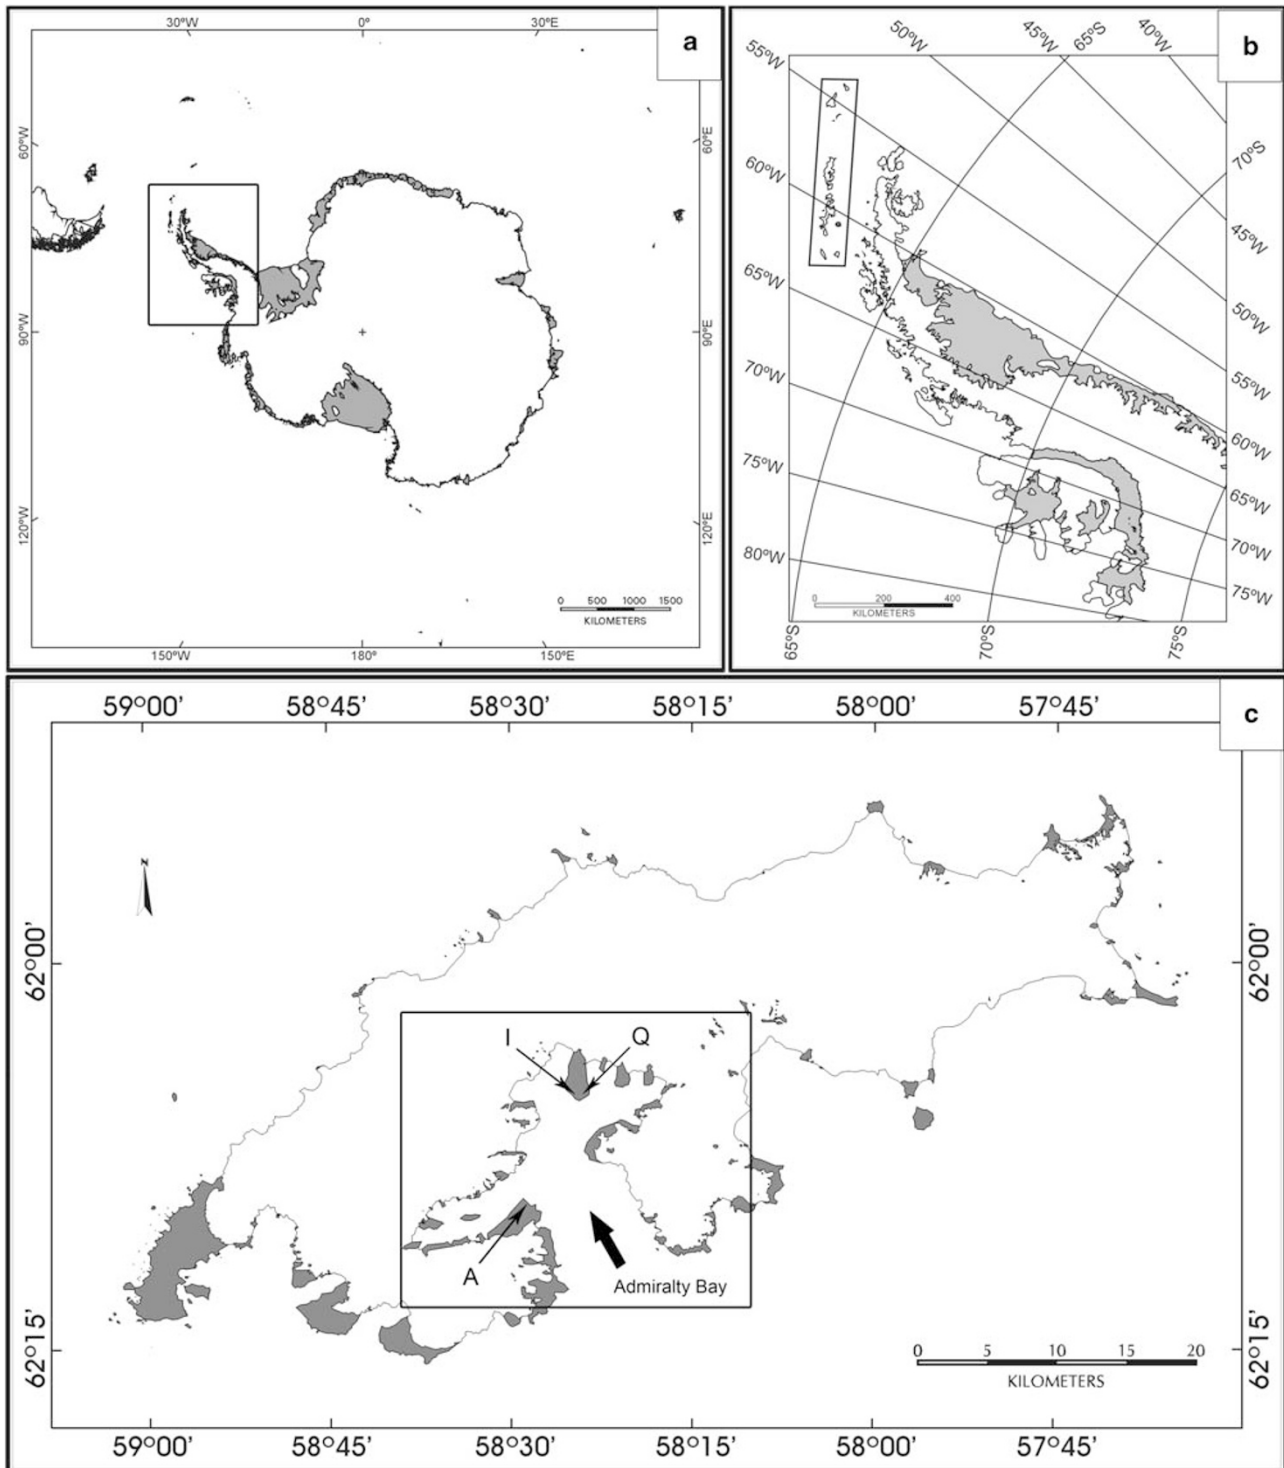 30°W 0° 30°E
a
60°W
60°E
90°W
90°E
120°W
120°E
0 500 1000 1500
KILOMETERS
150°W 180° 150°E
b
55°W
50°W
45°W
65°S
40°W
60°W
70°S
65°W
45°W
70°W
50°W
75°W
55°W
60°W
80°W
65°W
70°W
75°W
0 200 400
KILOMETERS
65°S
70°S
75°S
c
59°00’ 58°45’ 58°30’ 58°15’ 58°00’ 57°45’
N
62°00’
62°00’
I
Q
A
Admiralty Bay
62°15’
62°15’
0 5 10 15 20
KILOMETERS
59°00’ 58°45’ 58°30’ 58°15’ 58°00’ 57°45’